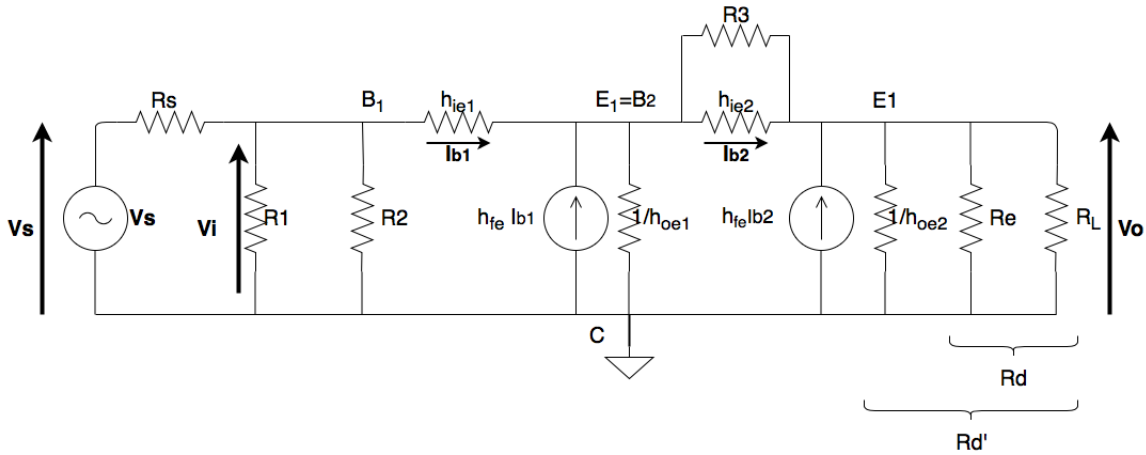 R3
Rs
B1
hie1
E1=B2
hie2
E1
Ib1
Ib2
Vs
Vs
Vi
R1
R2
hfe Ib1
1/hoe1
hfeIb2
1/hoe2
Re
RL
Vo
C
Rd
Rd'